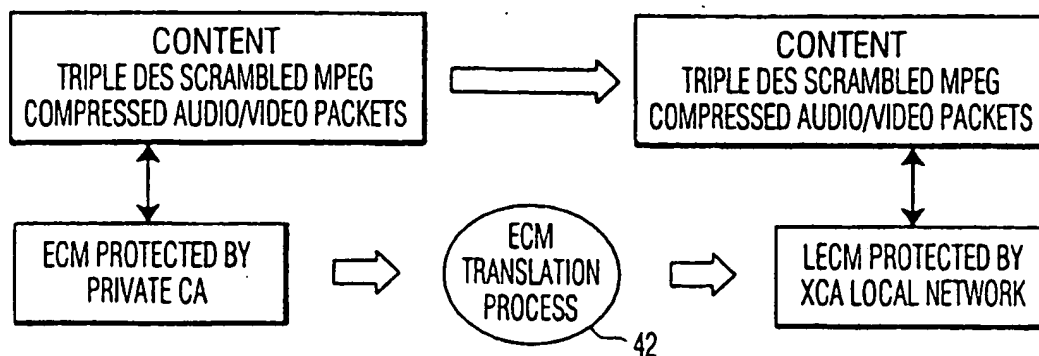 CONTENT
TRIPLE DES SCRAMBLED MPEG
COMPRESSED AUDIO/VIDEO PACKETS
CONTENT
TRIPLE DES SCRAMBLED MPEG
COMPRESSED AUDIO/VIDEO PACKETS
ECM PROTECTED BY
PRIVATE CA
ECM
TRANSLATION
PROCESS
42
LECM PROTECTED BY
XCA LOCAL NETWORK